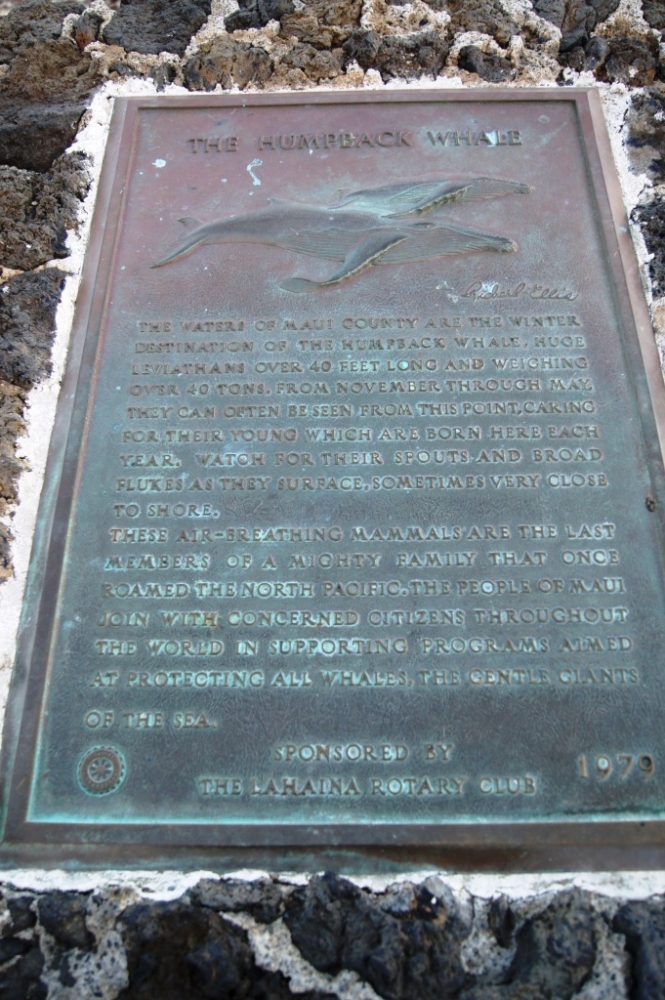 THE HUMPBACK WHALE
Richard Ellis
THE WATERS OF MAUI COUNTY ARE THE WINTER
DESTINATION OF THE HUMPBACK WHALE, HUGE
LEVIATHANS OVER 40 FEET LONG AND WEIGHING
OVER 40 TONS. FROM NOVEMBER THROUGH MAY,
THEY CAN OFTEN BE SEEN FROM THIS POINT, CARING
FOR THEIR YOUNG WHICH ARE BORN HERE EACH
YEAR. WATCH FOR THEIR SPOUTS AND BROAD
FLUKES AS THEY SURFACE, SOMETIMES VERY CLOSE
TO SHORE.
THESE AIR-BREATHING MAMMALS ARE THE LAST
MEMBERS OF A MIGHTY FAMILY THAT ONCE
ROAMED THE NORTH PACIFIC. THE PEOPLE OF MAUI
JOIN WITH CONCERNED CITIZENS THROUGHOUT
THE WORLD IN SUPPORTING PROGRAMS AIMED
AT PROTECTING ALL WHALES, THE GENTLE GIANTS
OF THE SEA.
SPONSORED BY
THE LAHAINA ROTARY CLUB
1979